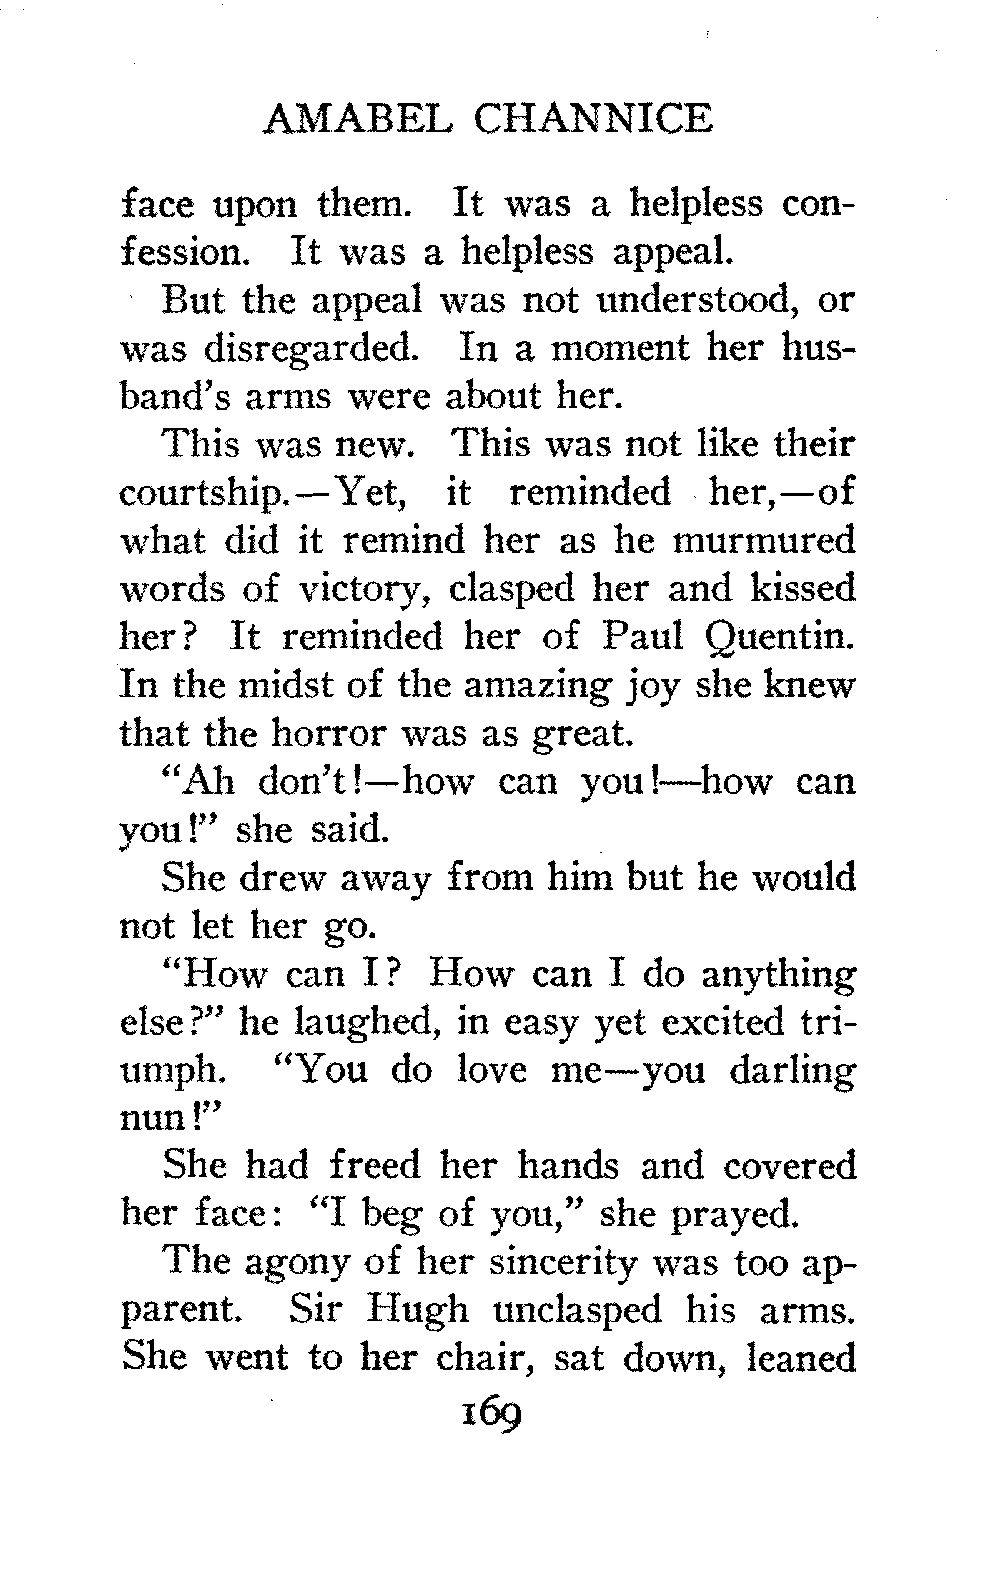 AMABEL CHANNICE
face upon them. It was a helpless con-
fession. It was a helpless appeal.
But the appeal was not understood, or
was disregarded. In a moment her hus-
band's arms were about her.
This was new. This was not like their
courtship.—Yet, it reminded her,—of
what did it remind her as he murmured
words of victory, clasped her and kissed
her? It reminded her of Paul Quentin.
In the midst of the amazing joy she knew
that the horror was as great.
"Ah don't!—how can you!—how can
you!" she said.
She drew away from him but he would
not let her go.
"How can I? How can I do anything
else?" he laughed, in easy yet excited tri-
umph. "You do love me—you darling
nun!"
She had freed her hands and covered
her face: "I beg of you," she prayed.
The agony of her sincerity was too ap-
parent. Sir Hugh unclasped his arms.
She went to her chair, sat down, leaned
169